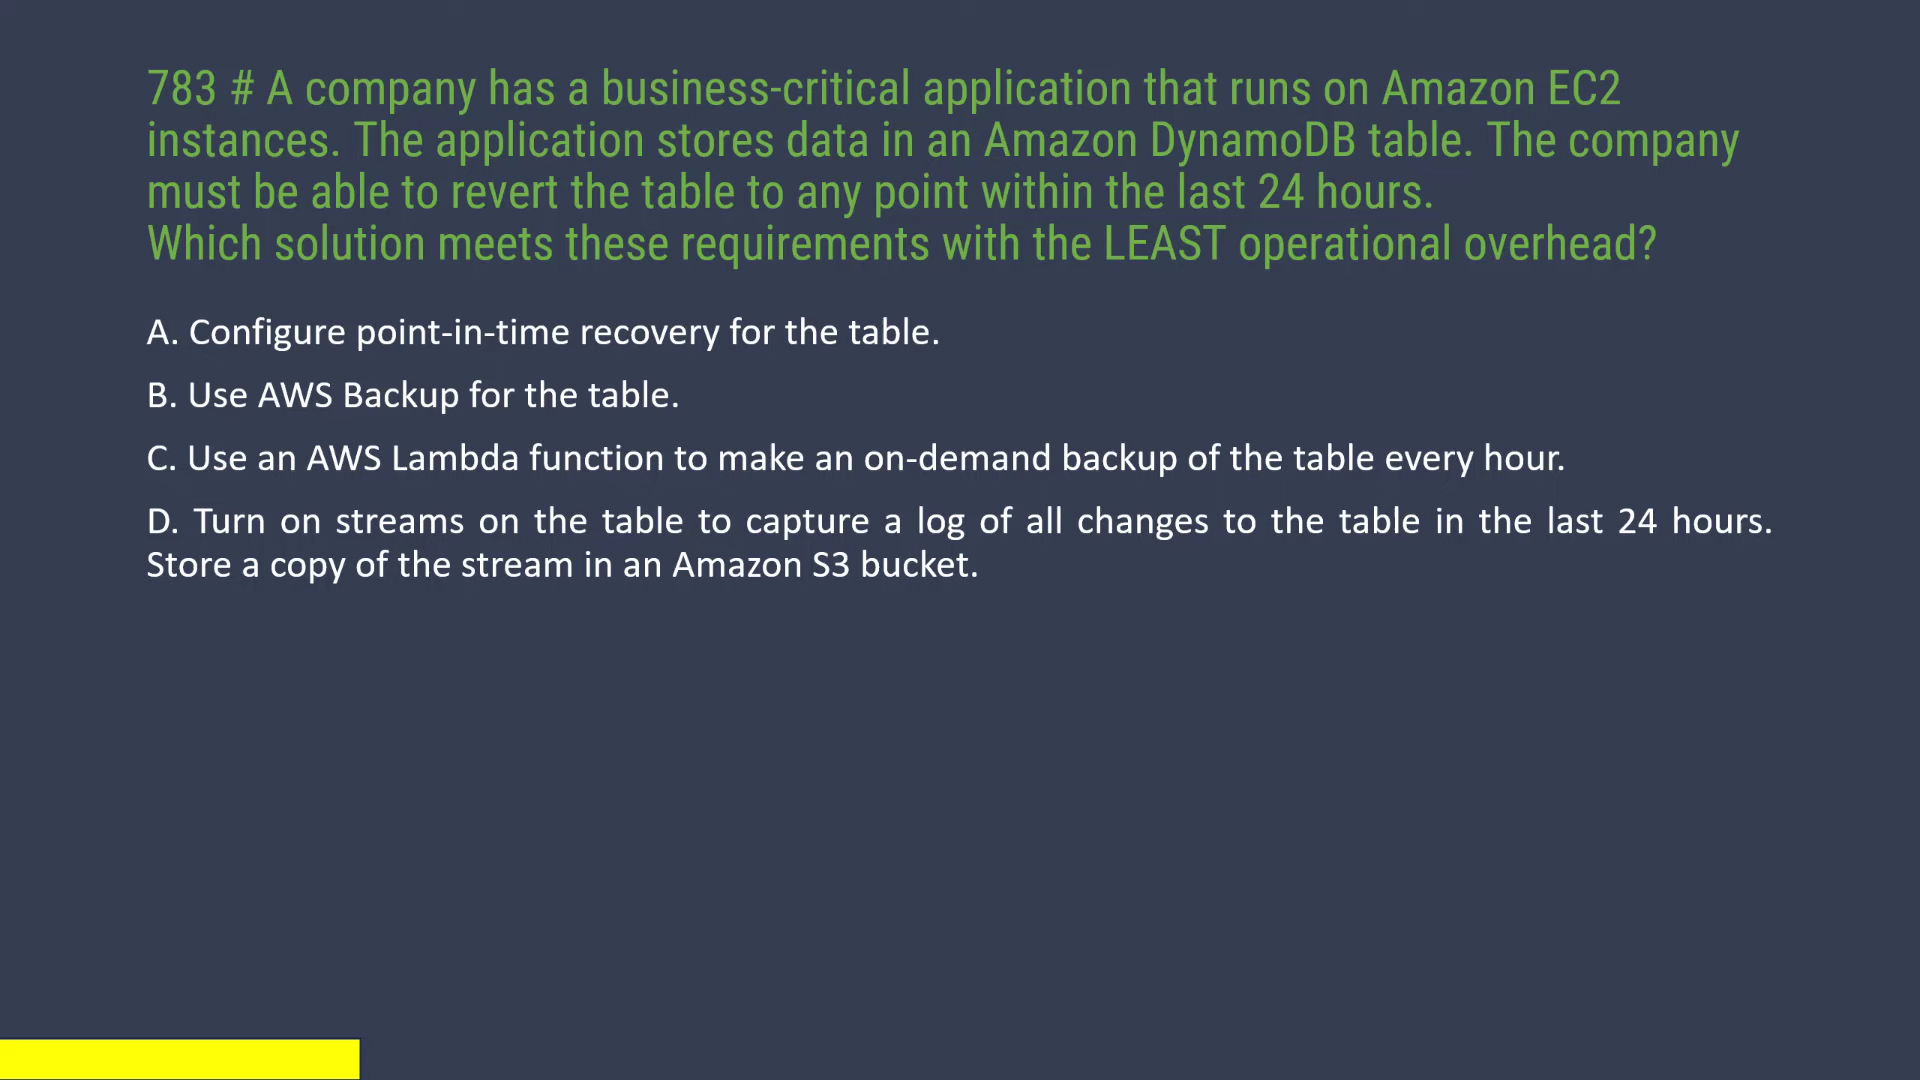 783 # A company has a business-critical application that runs on Amazon EC2
instances. The application stores data in an Amazon DynamoDB table. The company
must be able to revert the table to any point within the last 24 hours.
Which solution meets these requirements with the LEAST operational overhead?
A. Configure point-in-time recovery for the table.
B. Use AWS Backup for the table.
C. Use an AWS Lambda function to make an on-demand backup of the table every hour.
D. Turn on streams on the table to capture a log of all changes to the table in the last 24 hours.
Store a copy of the stream in an Amazon S3 bucket.